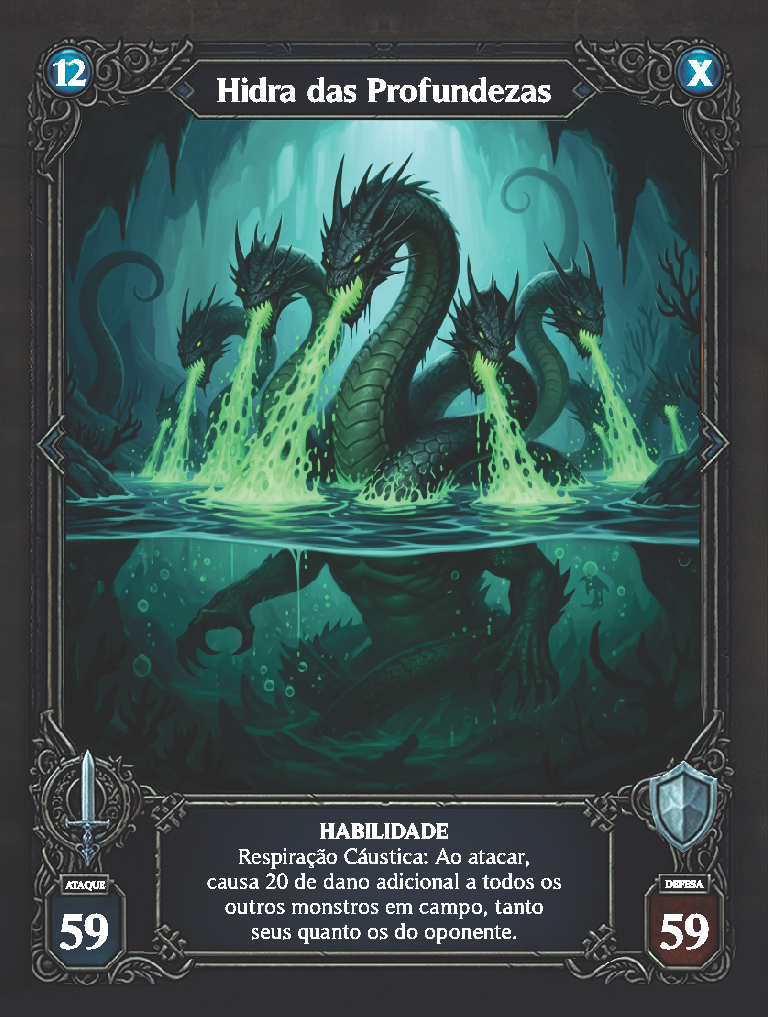 12
Hidra das Profundezas
X
HABILIDADE
Respiração Cáustica: Ao atacar,
causa 20 de dano adicional a todos os
outros monstros em campo, tanto
seus quanto os do oponente.
ATAQUE
59
DEFESA
59